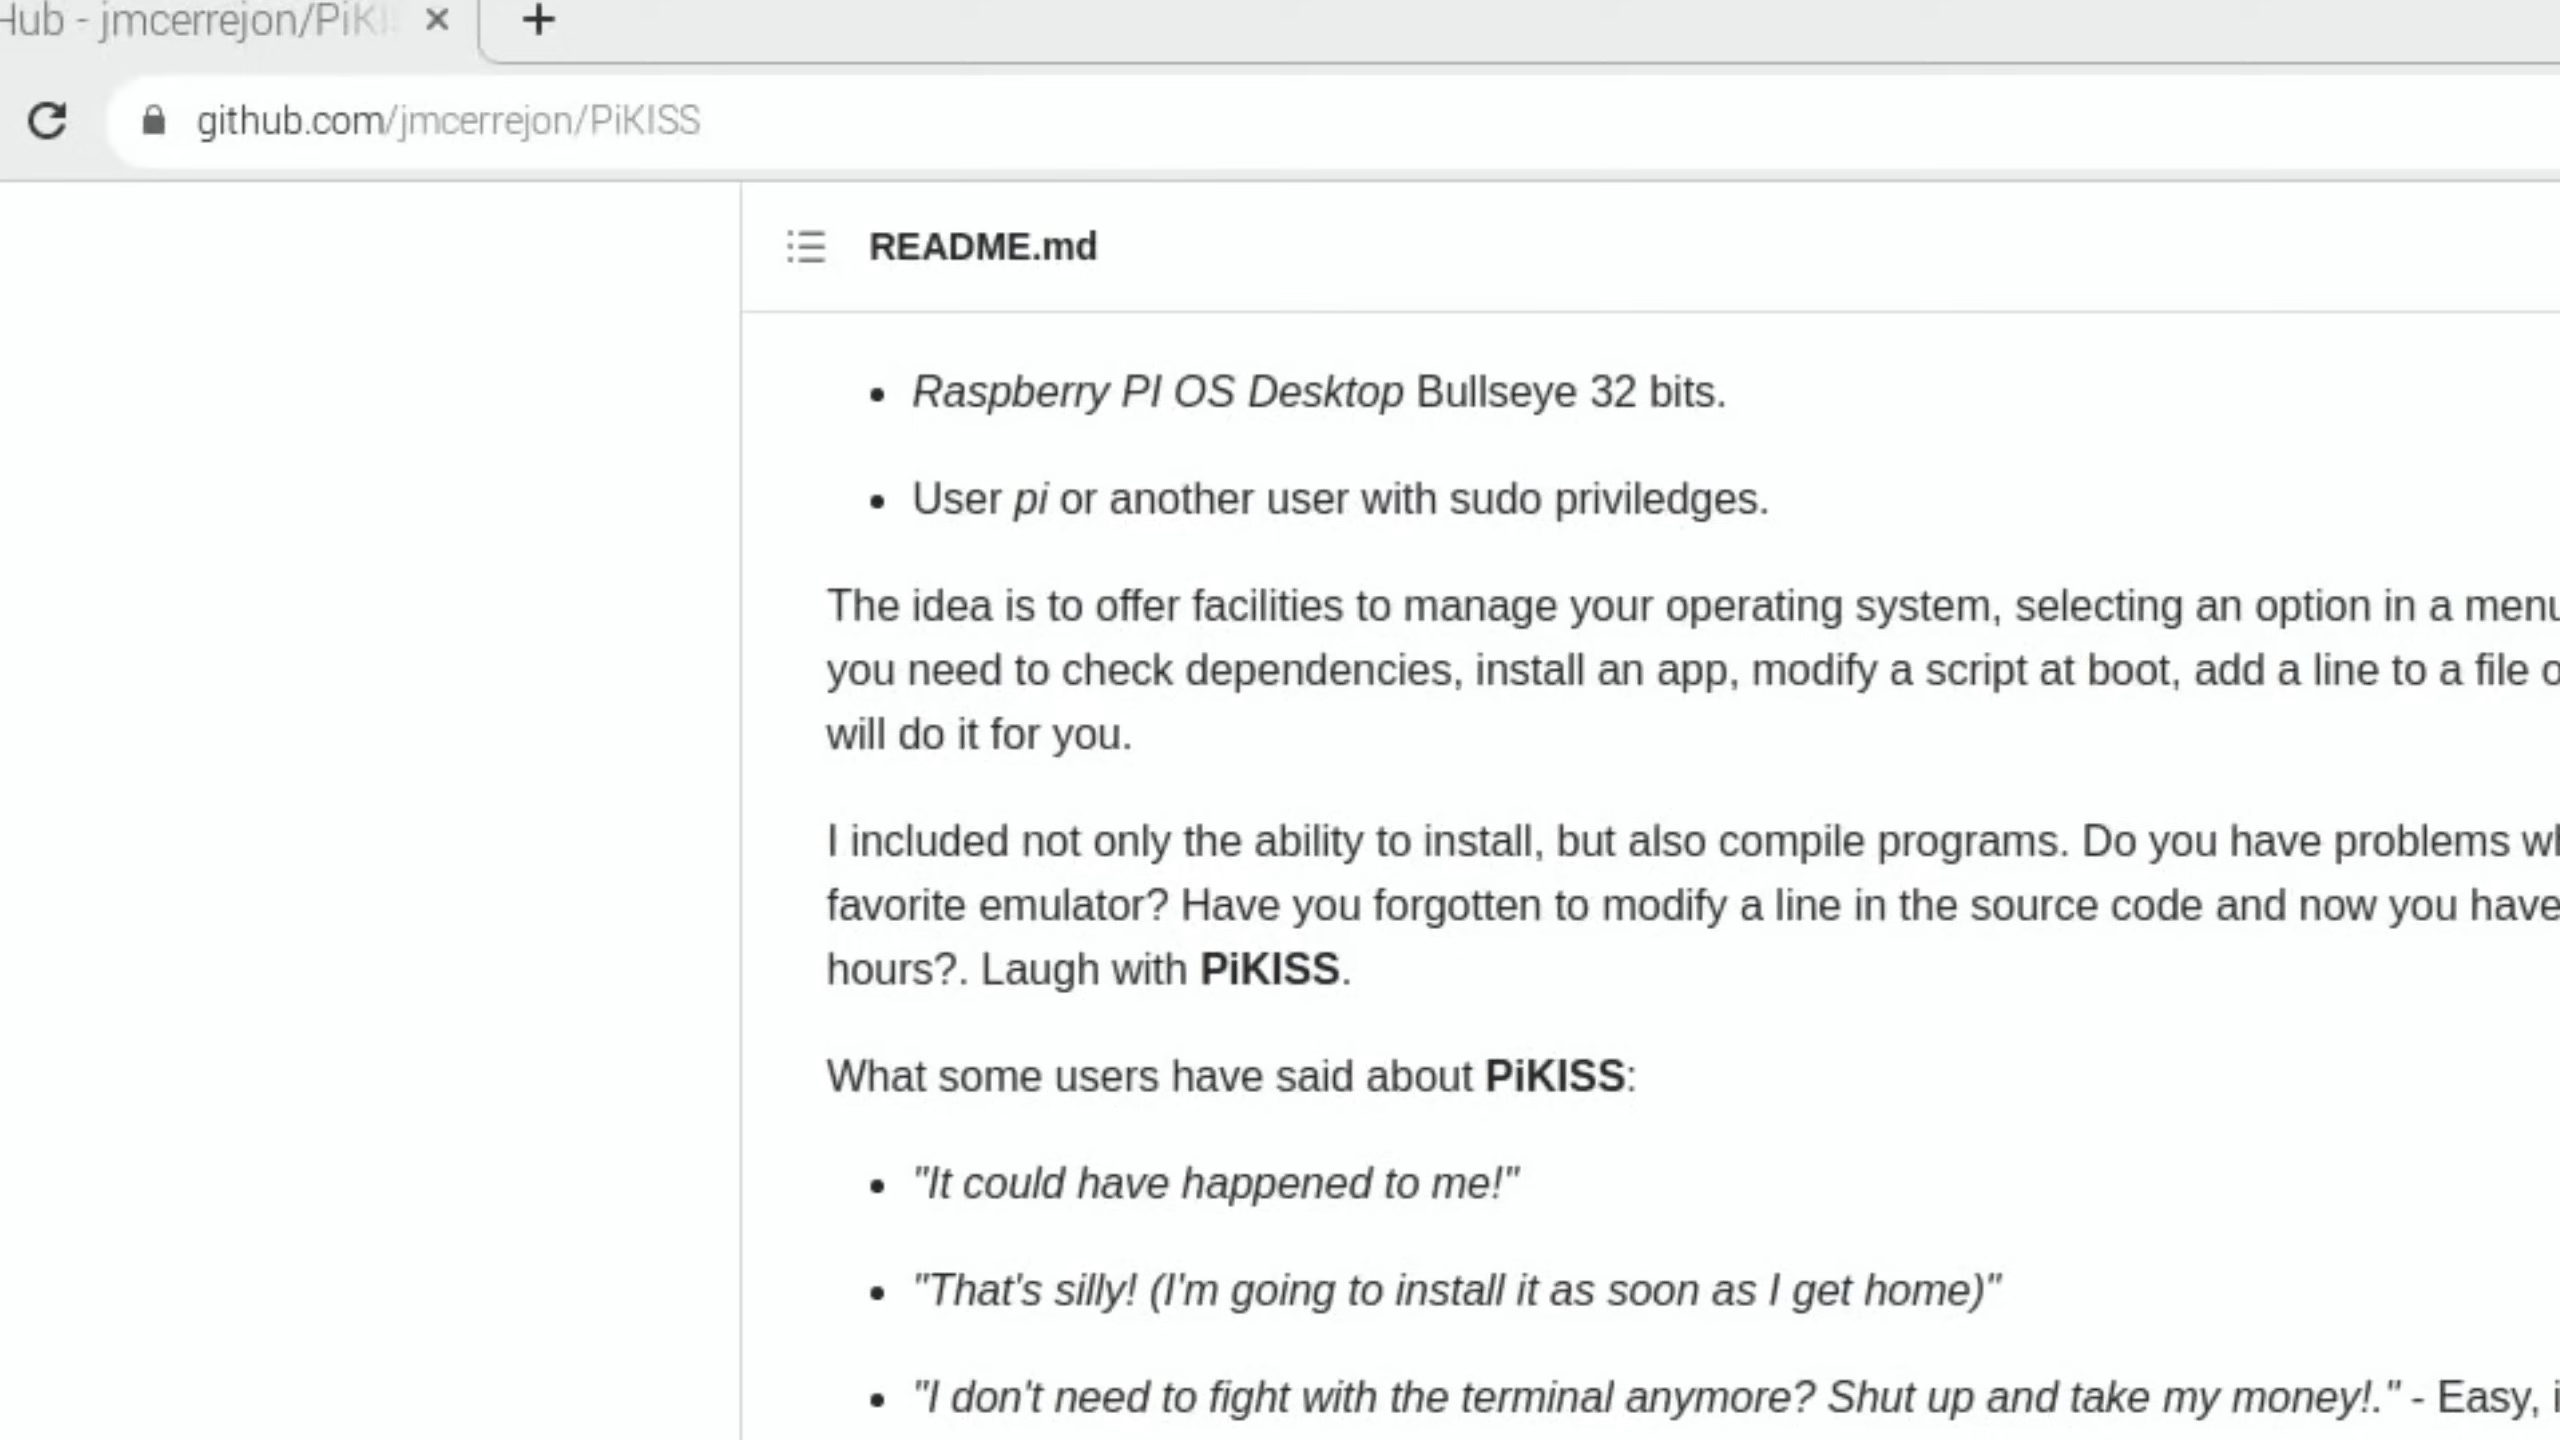 Hub - jmcerrejon/PiKI
github.com/jmcerrejon/PiKISS
README.md
Raspberry PI OS Desktop Bullseye 32 bits.
User pi or another user with sudo priviledges.
The idea is to offer facilities to manage your operating system, selecting an option in a menu
you need to check dependencies, install an app, modify a script at boot, add a line to a file
will do it for you.
I included not only the ability to install, but also compile programs. Do you have problems
favorite emulator? Have you forgotten to modify a line in the source code and now you have
hours?. Laugh with PiKISS.
What some users have said about PiKISS:
"It could have happened to me!"
"That's silly! (I'm going to install it as soon as I get home)"
"I don't need to fight with the terminal anymore? Shut up and take my money!." - Easy,